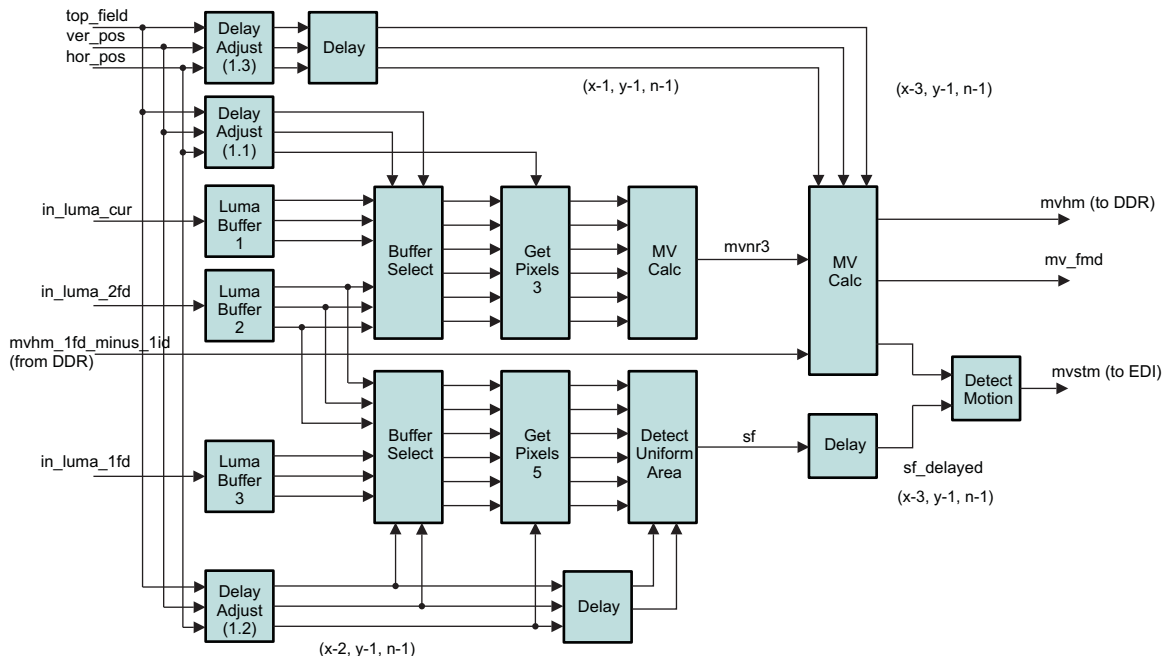 top_field
ver_pos
hor_pos
Delay
Adjust
(1.3)
Delay
(x-1, y-1, n-1)
(x-3, y-1, n-1)
Delay
Adjust
(1.1)
in_luma_cur
Luma
Buffer
1
Buffer
Select
Get
Pixels
3
MV
Calc
mvnr3
MV
Calc
mvhm (to DDR)
mv_fmd
in_luma_2fd
Luma
Buffer
2
mvhm_1fd_minus_1id
(from DDR)
Detect
Motion
mvstm (to EDI)
in_luma_1fd
Luma
Buffer
3
Buffer
Select
Get
Pixels
5
Detect
Uniform
Area
sf
Delay
sf_delayed
(x-3, y-1, n-1)
Delay
Adjust
(1.2)
Delay
(x-2, y-1, n-1)